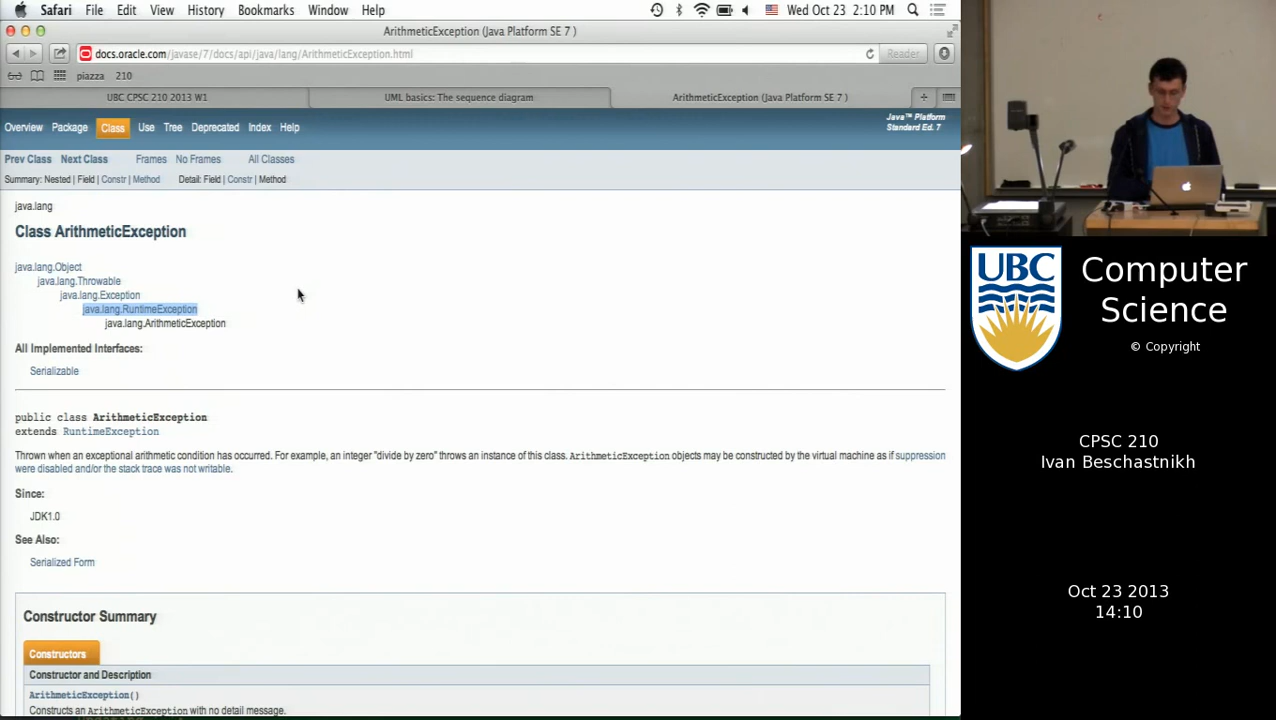 Safari File Edit View History Bookmarks Window Help Wed Oct 23 2:10 PM
ArithmeticException (Java Platform SE 7 )
docs.oracle.com/javase/7/docs/api/java/lang/ArithmeticException.html Reader
piazza 210
UBC CPSC 210 2013 W1 UML basics: The sequence diagram ArithmeticException (Java Platform SE 7 )
Overview Package Class Use Tree Deprecated Index Help
Java™ Platform
Standard Ed. 7
Prev Class Next Class Frames No Frames All Classes
Summary: Nested | Field | Constr | Method Detail: Field | Constr | Method
java.lang
Class ArithmeticException
java.lang.Object
java.lang.Throwable
java.lang.Exception
java.lang.RuntimeException
java.lang.ArithmeticException
All Implemented Interfaces:
Serializable
public class ArithmeticException
extends RuntimeException
Thrown when an exceptional arithmetic condition has occurred. For example, an integer "divide by zero" throws an instance of this class. ArithmeticException objects may be constructed by the virtual machine as if suppression
were disabled and/or the stack trace was not writable.
Since:
JDK1.0
See Also:
Serialized Form
Constructor Summary
Constructors
Constructor and Description
ArithmeticException()
Constructs an ArithmeticException with no detail message.
UBC
Computer
Science
© Copyright
CPSC 210
Ivan Beschastnikh
Oct 23 2013
14:10